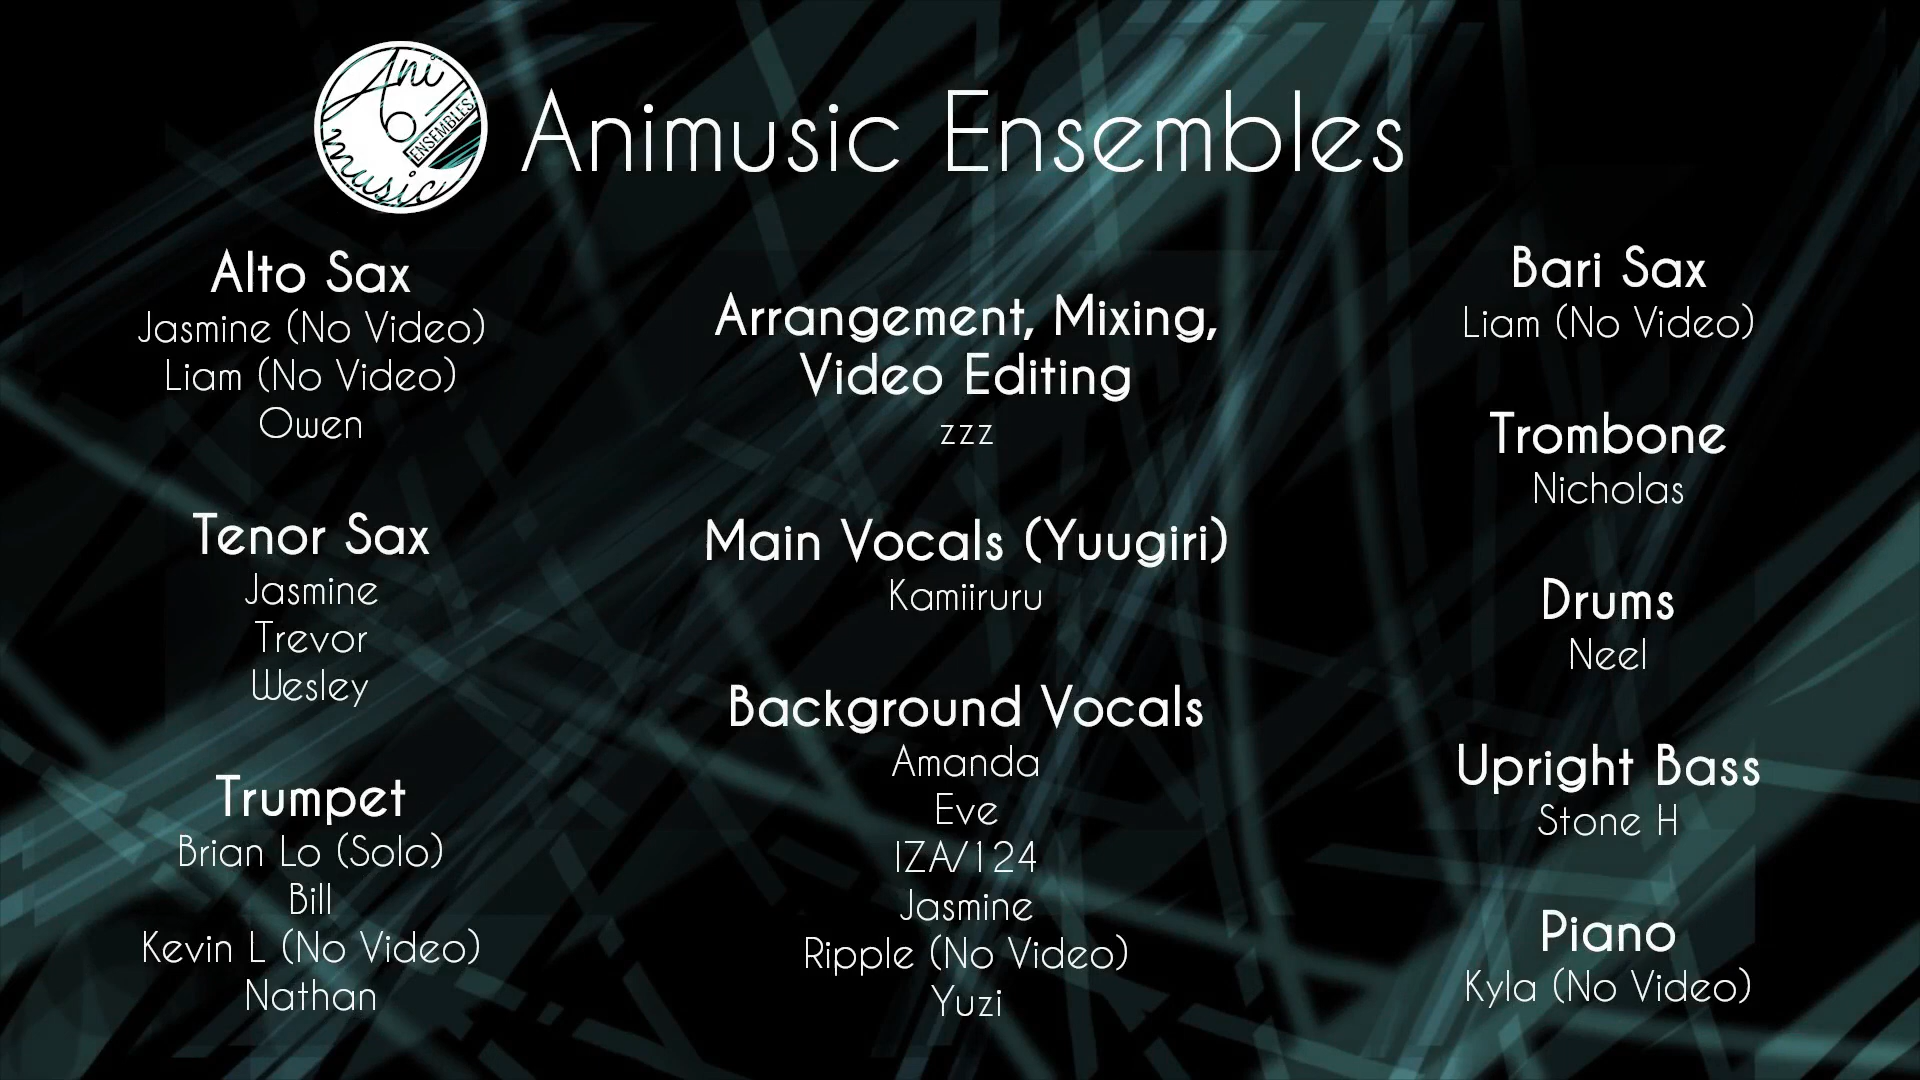 Ani
music
ENSEMBLES
Animusic Ensembles
Alto Sax
Jasmine (No Video)
Liam (No Video)
Owen
Tenor Sax
Jasmine
Trevor
Wesley
Trumpet
Brian Lo (Solo)
Bill
Kevin L (No Video)
Nathan
Arrangement, Mixing,
Video Editing
zzz
Main Vocals (Yuugiri)
Kamiiruru
Background Vocals
Amanda
Eve
IZA/124
Jasmine
Ripple (No Video)
Yuzi
Bari Sax
Liam (No Video)
Trombone
Nicholas
Drums
Neel
Upright Bass
Stone H
Piano
Kyla (No Video)